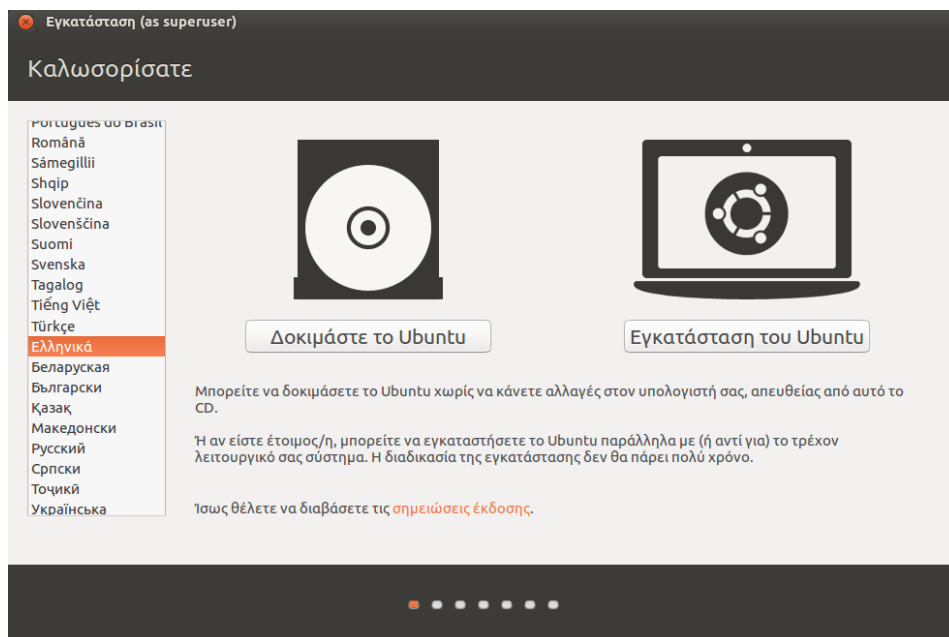 Εγκατάσταση (as superuser)
Καλωσορίσατε
Português do Brasil
Română
Sámegillii
Shqip
Slovenčina
Slovenščina
Suomi
Svenska
Tagalog
Tiếng Việt
Türkçe
Ελληνικά
Беларуская
Български
Қазақ
Македонски
Русский
Српски
Тоҷикӣ
Українська
Δοκιμάστε το Ubuntu
Εγκατάσταση του Ubuntu
Μπορείτε να δοκιμάσετε το Ubuntu χωρίς να κάνετε αλλαγές στον υπολογιστή σας, απευθείας από αυτό το
CD.
Ή αν είστε έτοιμος/η, μπορείτε να εγκαταστήσετε το Ubuntu παράλληλα με (ή αντί για) το τρέχον
λειτουργικό σας σύστημα. Η διαδικασία της εγκατάστασης δεν θα πάρει πολύ χρόνο.
Ίσως θέλετε να διαβάσετε τις σημειώσεις έκδοσης.